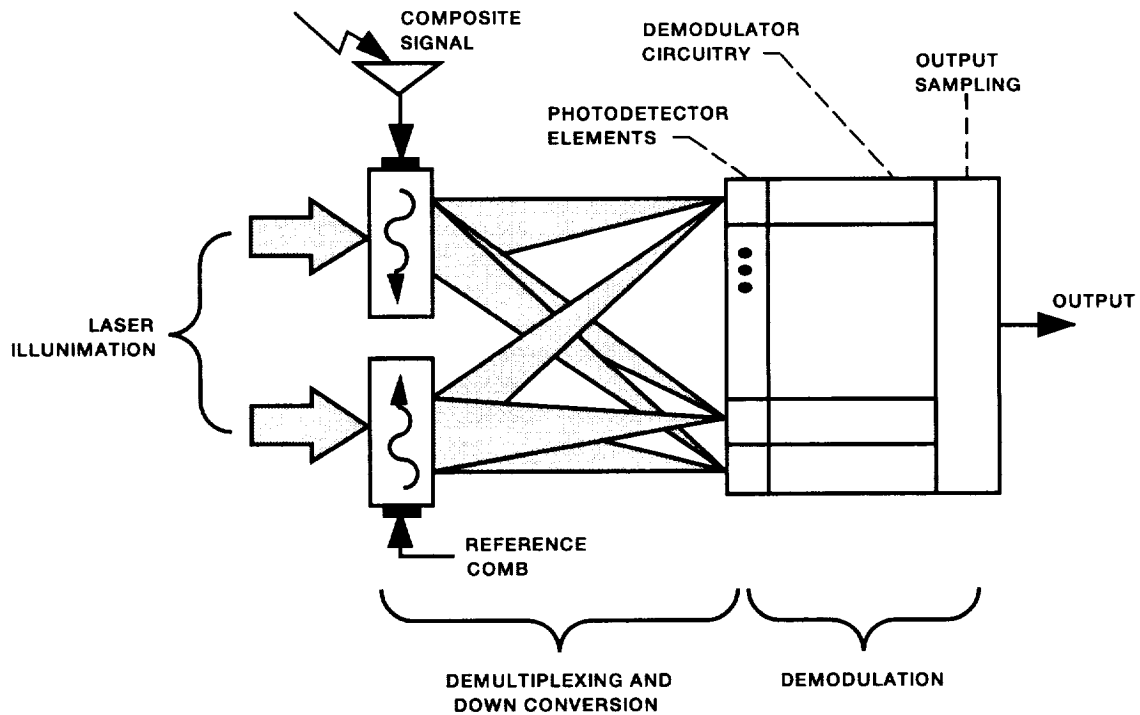 COMPOSITE
SIGNAL
DEMODULATOR
CIRCUITRY
OUTPUT
SAMPLING
PHOTODETECTOR
ELEMENTS
LASER
ILLUNIMATION
OUTPUT
REFERENCE
COMB
DEMULTIPLEXING AND
DOWN CONVERSION
DEMODULATION